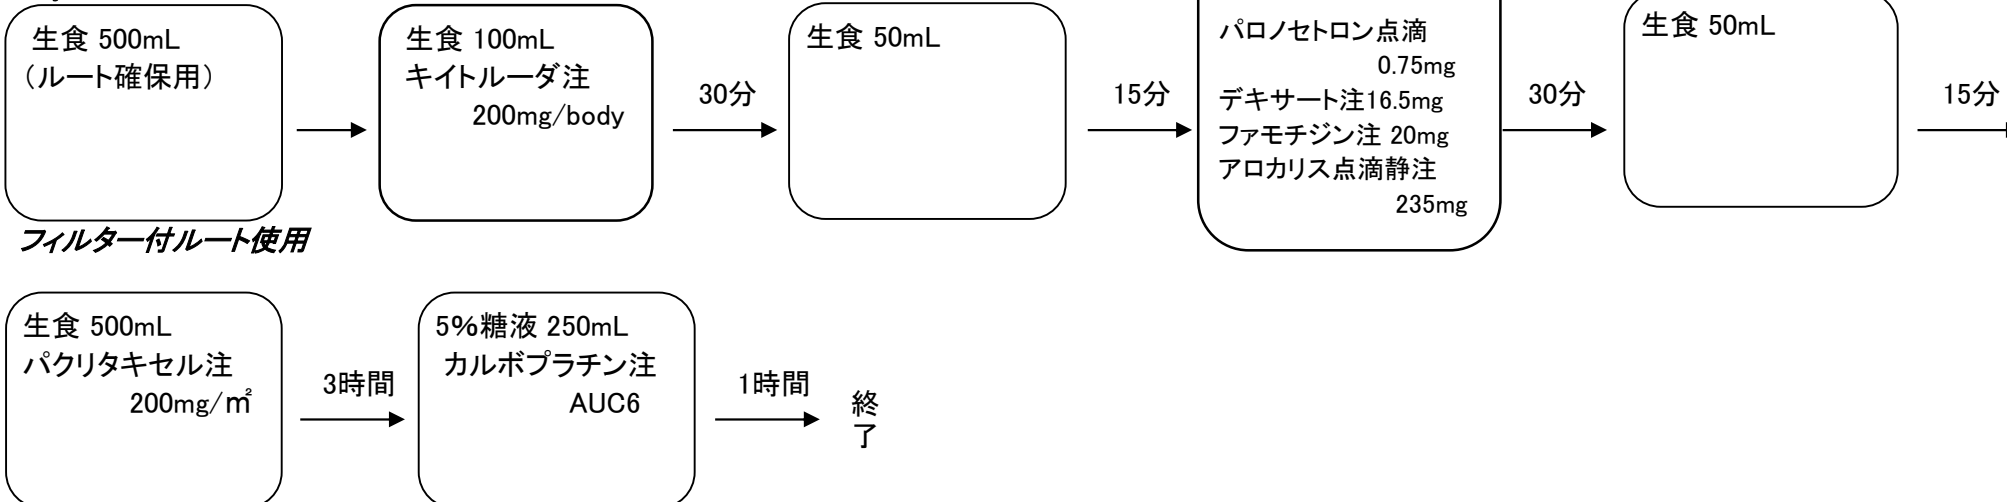 生食 500mL
（ルート確保用）
生食 100mL
キイトルーダ注
200mg/body
30分
生食 50mL
15分
パロノセトロン点滴
0.75mg
デキサート注16.5mg
ファモチジン注 20mg
アロカリス点滴静注
235mg
30分
生食 50mL
15分
フィルター付ルート使用
生食 500mL
パクリタキセル注
200mg/㎡
3時間
5％糖液 250mL
カルボプラチン注
AUC6
1時間
終
了